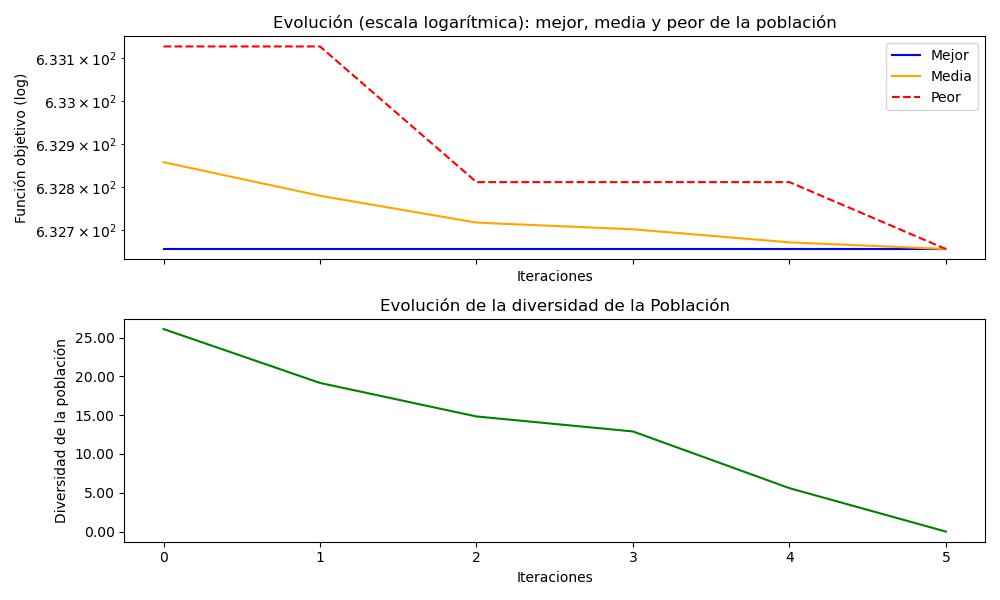 Evolución (escala logarítmica): mejor, media y peor de la población
Función objetivo (log)
6.331 × 10²
6.33 × 10²
6.329 × 10²
6.328 × 10²
6.327 × 10²
Mejor
Media
Peor
Iteraciones
Evolución de la diversidad de la Población
Diversidad de la población
25.00
20.00
15.00
10.00
5.00
0.00
0 1 2 3 4 5
Iteraciones